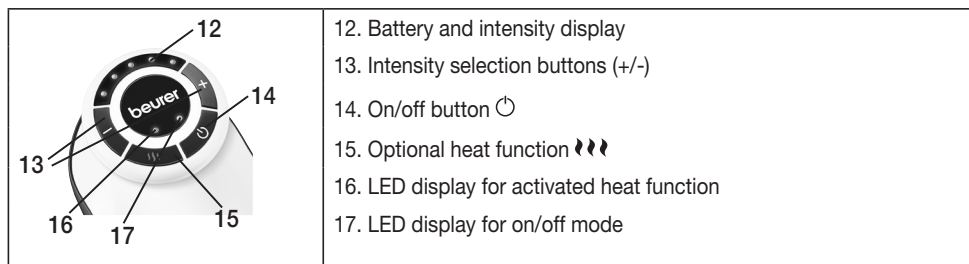 12
14
beurer
+
−
13
15
16
17
12. Battery and intensity display
13. Intensity selection buttons (+/-)
14. On/off button
15. Optional heat function
16. LED display for activated heat function
17. LED display for on/off mode